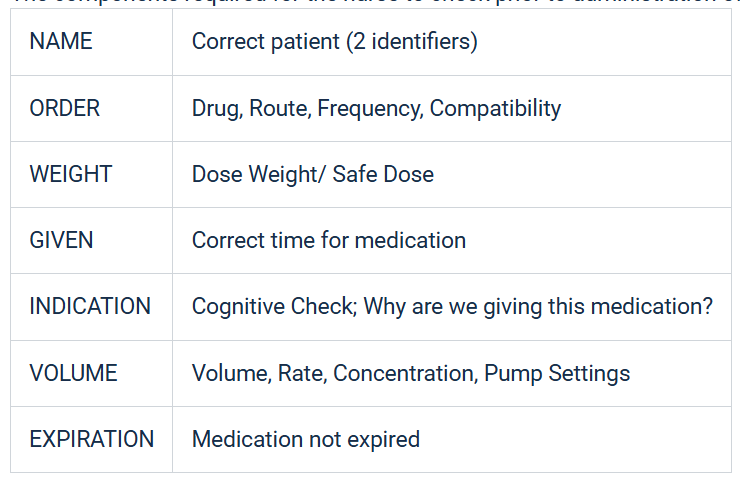 The components required for the nurse to check prior to administration o
NAME Correct patient (2 identifiers)
ORDER Drug, Route, Frequency, Compatibility
WEIGHT Dose Weight/ Safe Dose
GIVEN Correct time for medication
INDICATION Cognitive Check; Why are we giving this medication?
VOLUME Volume, Rate, Concentration, Pump Settings
EXPIRATION Medication not expired